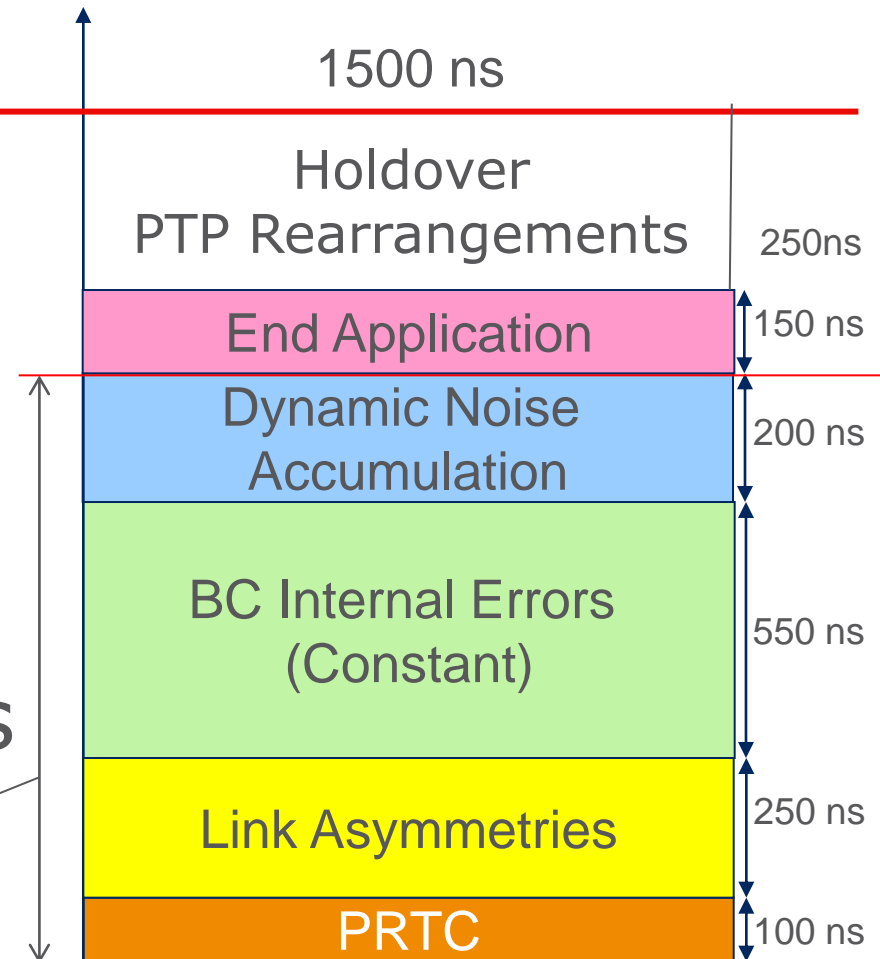 1500 ns
Holdover
PTP Rearrangements
250ns
End Application
150 ns
Dynamic Noise
Accumulation
200 ns
BC Internal Errors
(Constant)
550 ns
S
Link Asymmetries
250 ns
PRTC
100 ns